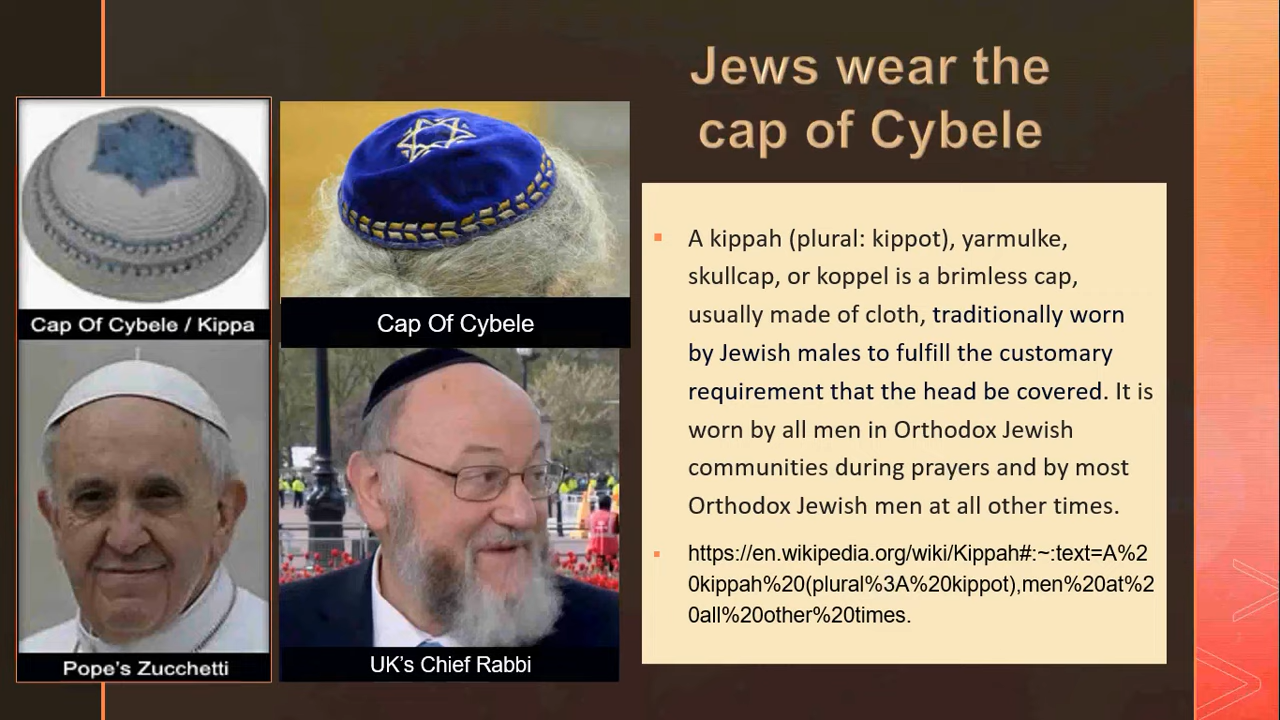 Jews wear the
cap of Cybele
Cap Of Cybele / Kippa
Cap Of Cybele
Pope's Zucchetti
UK's Chief Rabbi
A kippah (plural: kippot), yarmulke,
skullcap, or koppel is a brimless cap,
usually made of cloth, traditionally worn
by Jewish males to fulfill the customary
requirement that the head be covered. It is
worn by all men in Orthodox Jewish
communities during prayers and by most
Orthodox Jewish men at all other times.
https://en.wikipedia.org/wiki/Kippah#:~:text=A%2
0kippah%20(plural%3A%20kippot),men%20at%2
0all%20other%20times.